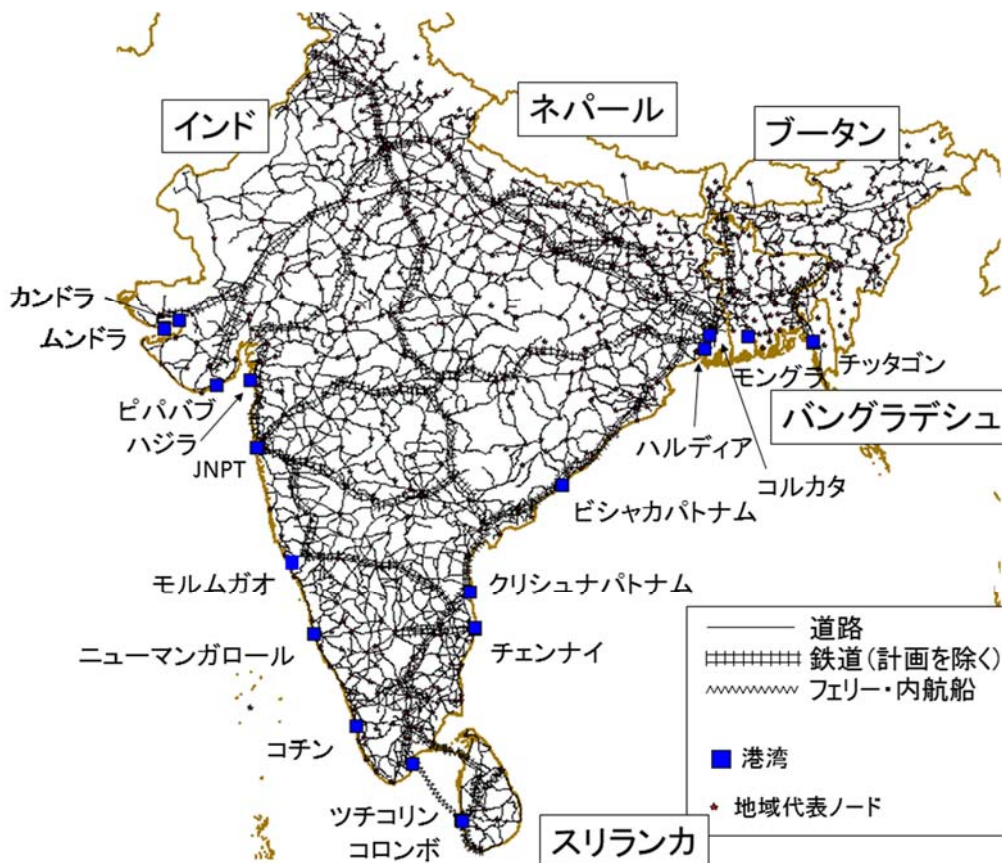 インド
ネパール
ブータン
カンドラ
ムンドラ
ピパバブ
ハジラ
JNPT
モングラ
チッタゴン
バングラデシュ
ハルディア
コルカタ
ビシャカパトナム
モルムガオ
クリシュナパトナム
ニューマンガロール
チェンナイ
コチン
ツチコリン
コロンボ
スリランカ
道路
鉄道(計画を除く)
フェリー・内航船
港湾
地域代表ノード